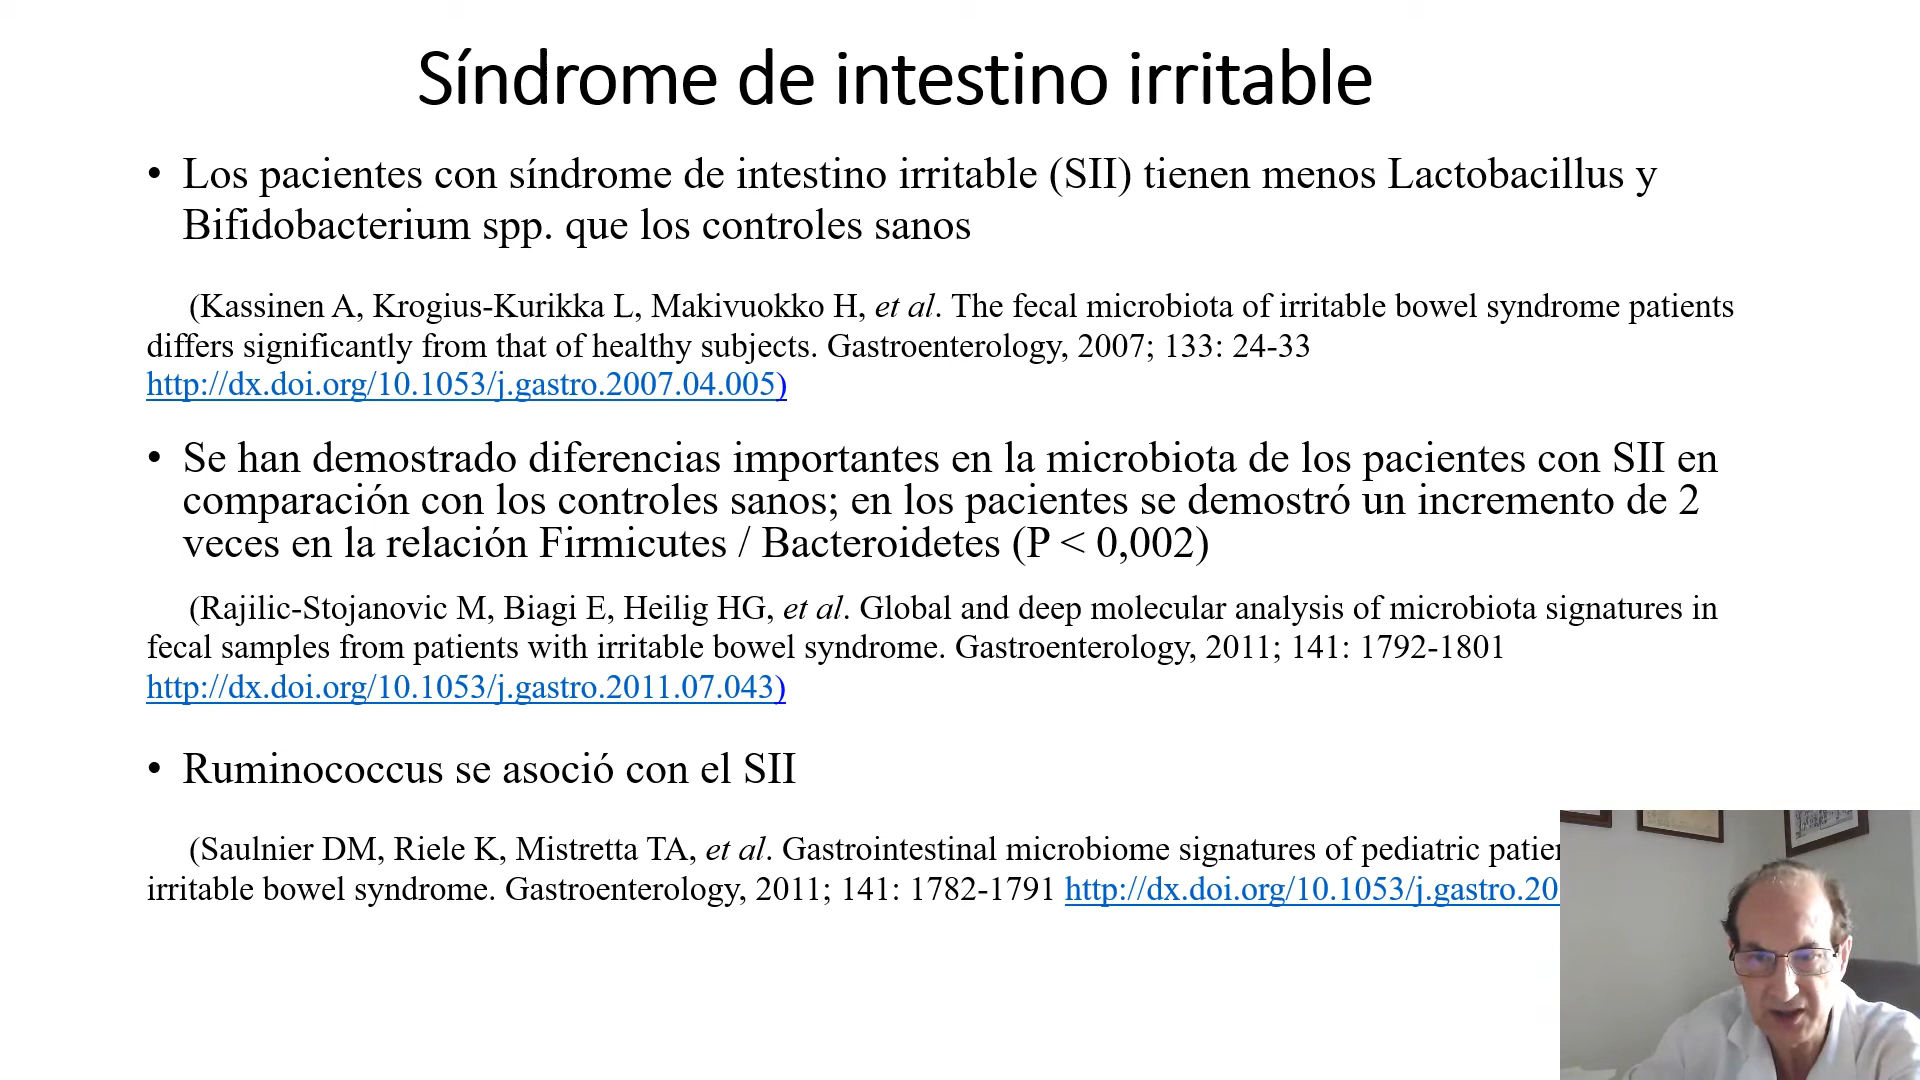 Síndrome de intestino irritable
• Los pacientes con síndrome de intestino irritable (SII) tienen menos Lactobacillus y
Bifidobacterium spp. que los controles sanos
(Kassinen A, Krogius-Kurikka L, Makivuokko H, et al. The fecal microbiota of irritable bowel syndrome patients
differs significantly from that of healthy subjects. Gastroenterology, 2007; 133: 24-33
http://dx.doi.org/10.1053/j.gastro.2007.04.005)
• Se han demostrado diferencias importantes en la microbiota de los pacientes con SII en
comparación con los controles sanos; en los pacientes se demostró un incremento de 2
veces en la relación Firmicutes / Bacteroidetes (P < 0,002)
(Rajilic-Stojanovic M, Biagi E, Heilig HG, et al. Global and deep molecular analysis of microbiota signatures in
fecal samples from patients with irritable bowel syndrome. Gastroenterology, 2011; 141: 1792-1801
http://dx.doi.org/10.1053/j.gastro.2011.07.043)
• Ruminococcus se asoció con el SII
(Saulnier DM, Riele K, Mistretta TA, et al. Gastrointestinal microbiome signatures of pediatric
irritable bowel syndrome. Gastroenterology, 2011; 141: 1782-1791 http://dx.doi.org/10.1053/j.gastro.20